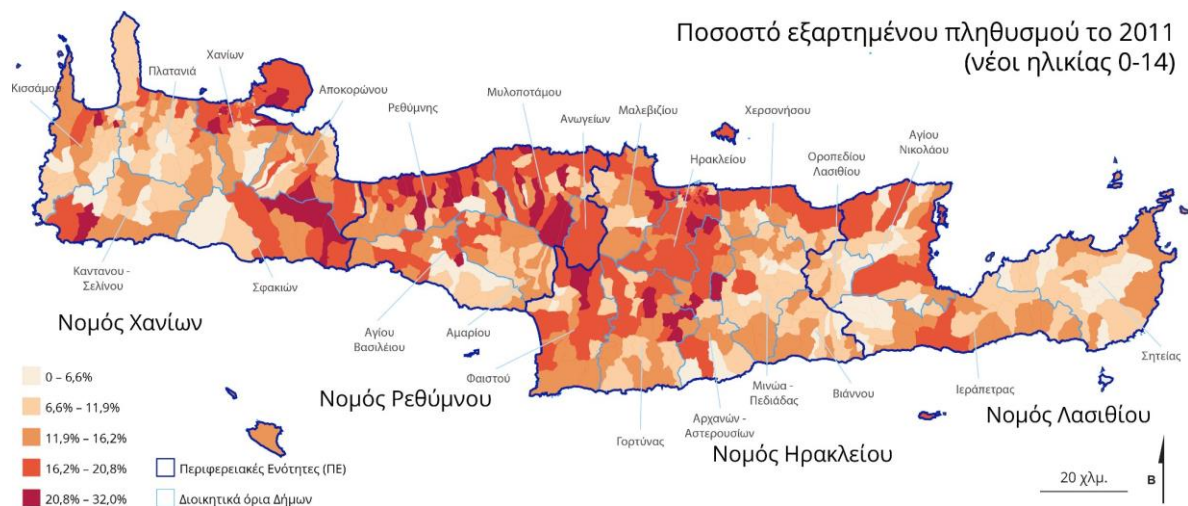 Ποσοστό εξαρτημένου πληθυσμού το 2011
(νέοι ηλικίας 0-14)
Κισσάμου
Πλατανιά
Χανίων
Αποκορώνου
Ρεθύμνης
Μυλοποτάμου
Ανωγείων
Μαλεβιζίου
Ηρακλείου
Χερσονήσου
Οροπεδίου
Λασιθίου
Αγίου
Νικολάου
Καντανου -
Σελίνου
Σφακιών
Νομός Χανίων
Αγίου
Βασιλείου
Αμαρίου
Φαιστού
Νομός Ρεθύμνου
Γορτύνας
Αρχανών -
Αστερουσίων
Μινώα -
Πεδιάδας
Βιάννου
Ιεράπετρας
Σητείας
Νομός Λασιθίου
Νομός Ηρακλείου
0 – 6,6%
6,6% – 11,9%
11,9% – 16,2%
16,2% – 20,8%
20,8% – 32,0%
Περιφερειακές Ενότητες (ΠΕ)
Διοικητικά όρια Δήμων
20 χλμ.
Β